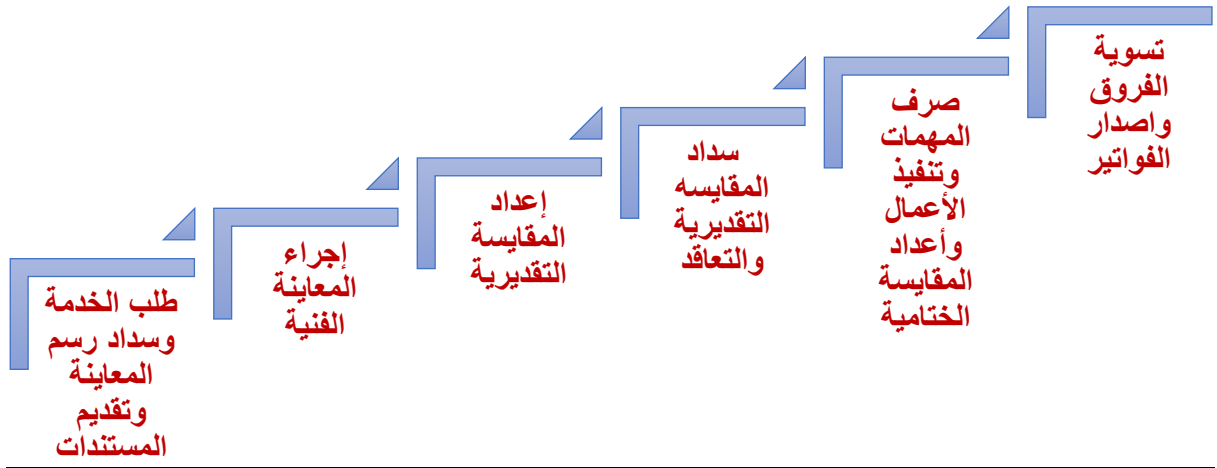 طلب الخدمة
وسداد رسم
المعاينة
وتقديم
المستندات
إجراء
المعاينة
الفنية
إعداد
المقايسة
التقديرية
سداد
المقايسه
التقديرية
والتعاقد
صرف
المهمات
وتنفيذ
الأعمال
وأعداد
المقايسة
الختامية
تسوية
الفروق
واصدار
الفواتير